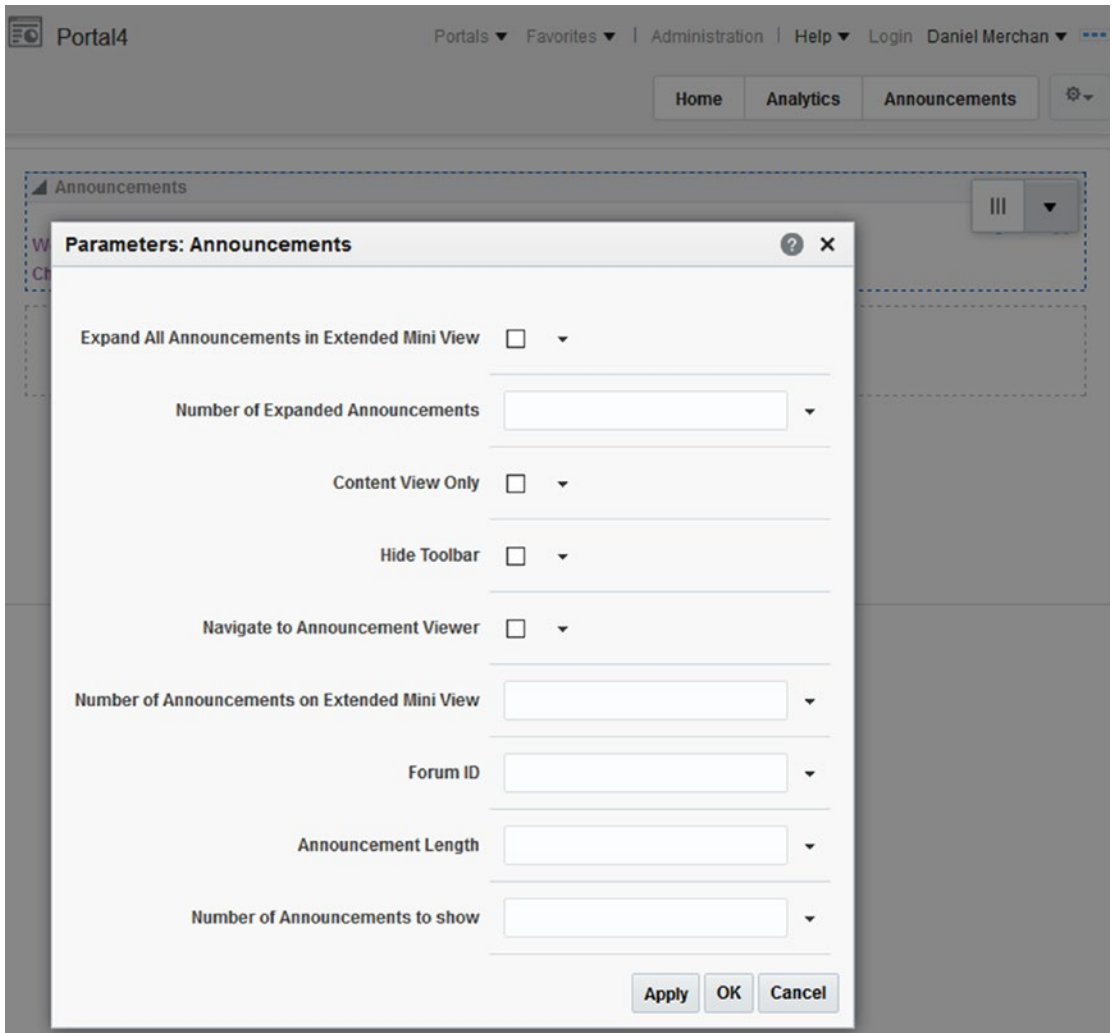 Portal4
Portals Favorites | Administration | Help Login Daniel Merchan
Home Analytics Announcements
Announcements
Parameters: Announcements
Expand All Announcements in Extended Mini View
Number of Expanded Announcements
Content View Only
Hide Toolbar
Navigate to Announcement Viewer
Number of Announcements on Extended Mini View
Forum ID
Announcement Length
Number of Announcements to show
Apply OK Cancel